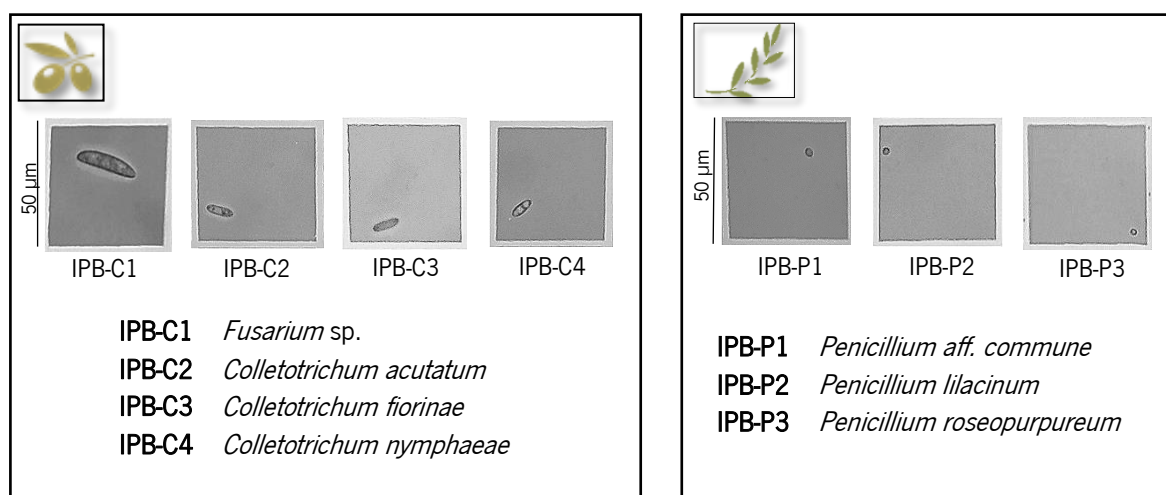 50 µm
IPB-C1 IPB-C2 IPB-C3 IPB-C4
IPB-C1 Fusarium sp.
IPB-C2 Colletotrichum acutatum
IPB-C3 Colletotrichum fiorinae
IPB-C4 Colletotrichum nymphaeae
50 µm
IPB-P1 IPB-P2 IPB-P3
IPB-P1 Penicillium aff. commune
IPB-P2 Penicillium lilacinum
IPB-P3 Penicillium roseopurpureum